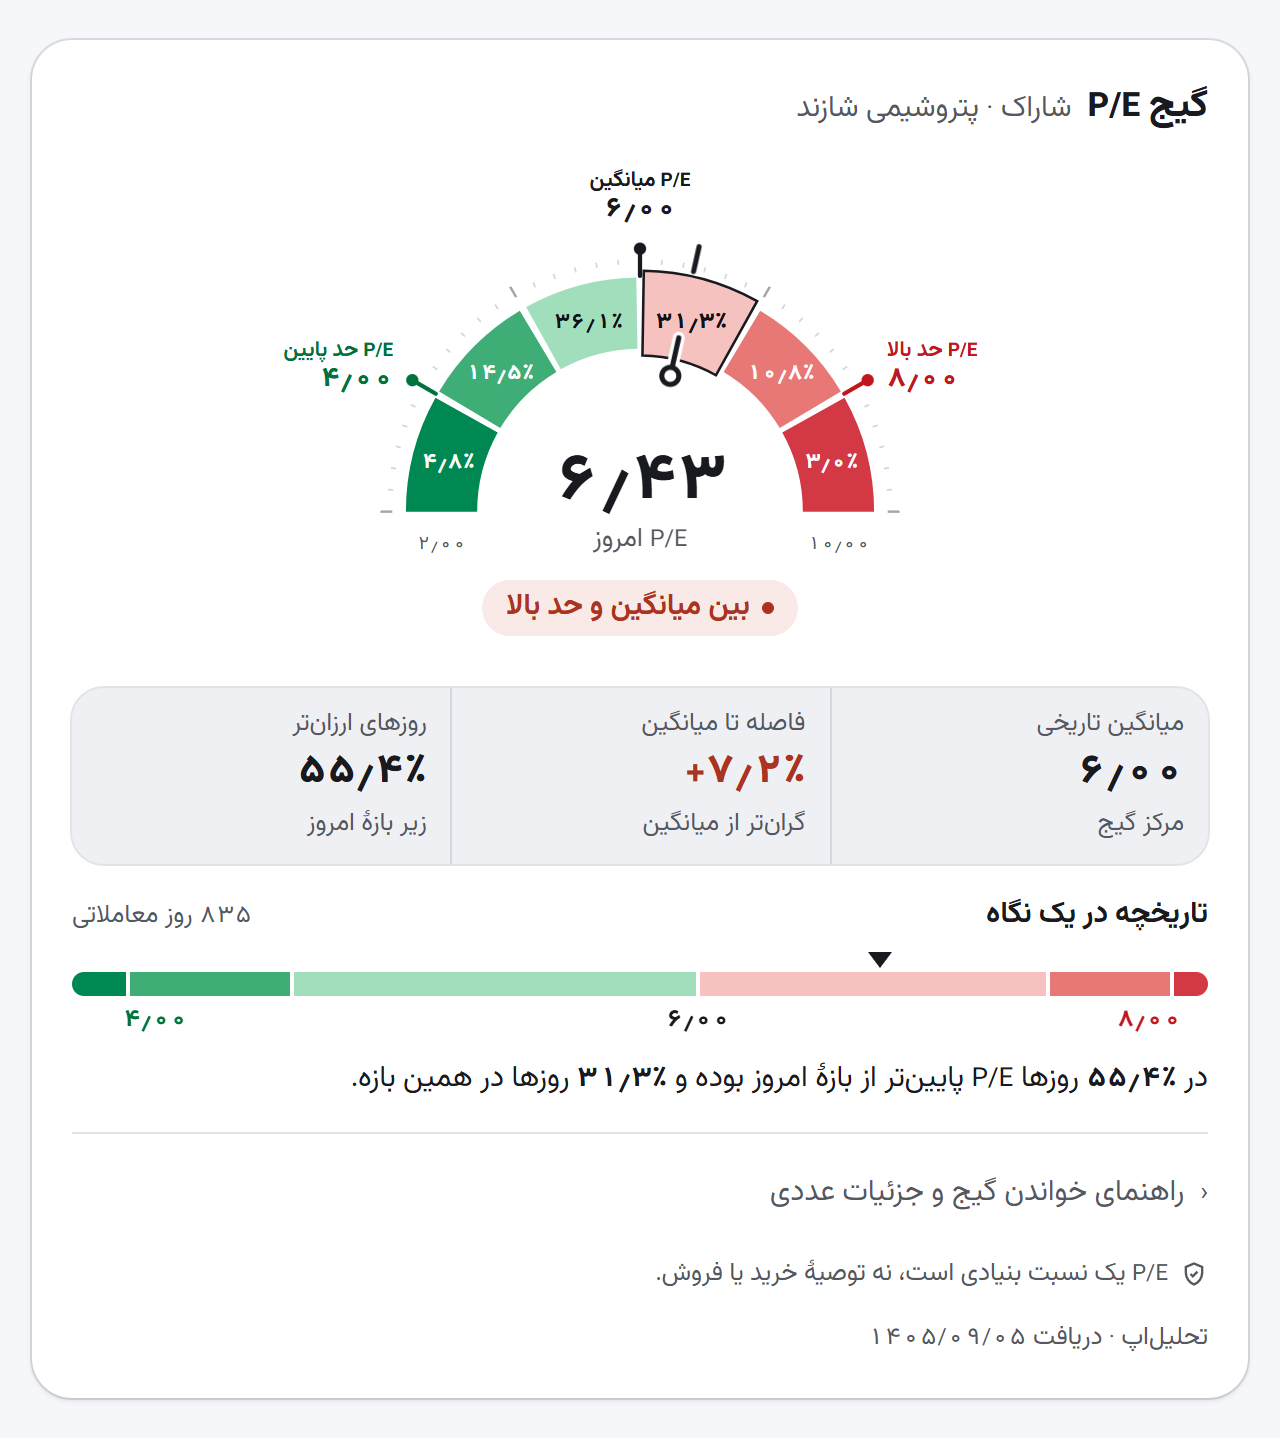 گیج P/E شاراک · پتروشیمی شازند
P/E میانگین
۶٫۰۰
۳۶٫۱٪
۳۱٫۳٪
P/E حد پایین
۴٫۰۰
P/E حد بالا
۸٫۰۰
۱۴٫۵٪
۱۰٫۸٪
۴٫۸٪
۳٫۰٪
۶٫۴۳
P/E امروز
۲٫۰۰
۱۰٫۰۰
بین میانگین و حد بالا
میانگین تاریخی
۶٫۰۰
مرکز گیج
فاصله تا میانگین
+۷٫۲٪
گران‌تر از میانگین
روزهای ارزان‌تر
۵۵٫۴٪
زیر بازهٔ امروز
تاریخچه در یک نگاه
۸۳۵ روز معاملاتی
۸٫۰۰
۶٫۰۰
۴٫۰۰
در ۵۵٫۴٪ روزها P/E پایین‌تر از بازهٔ امروز بوده و ۳۱٫۳٪ روزها در همین بازه.
‹ راهنمای خواندن گیج و جزئیات عددی
P/E یک نسبت بنیادی است، نه توصیهٔ خرید یا فروش.
تحلیل‌اپ · دریافت ۱۴۰۵/۰۹/۰۵